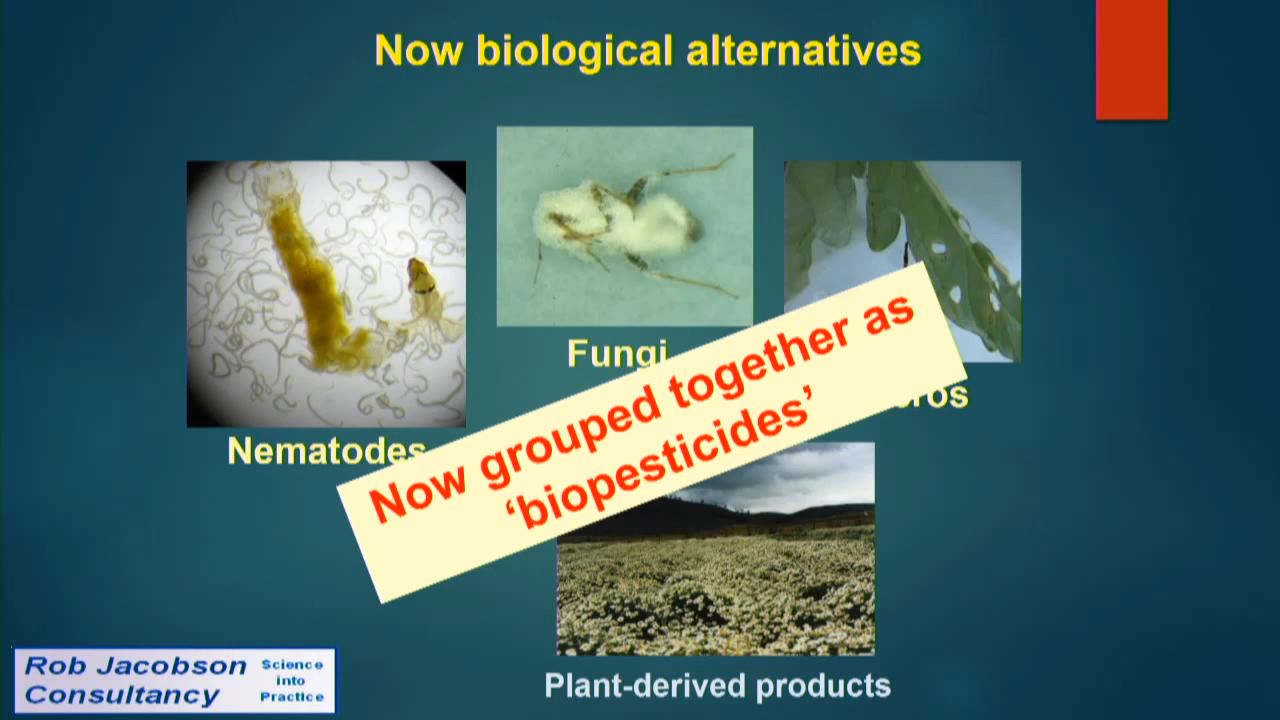 Now biological alternatives
Fungi
Nematodes
Now grouped together as
‘biopesticides’
Plant-derived products
Rob Jacobson
Consultancy
Science
into
Practice